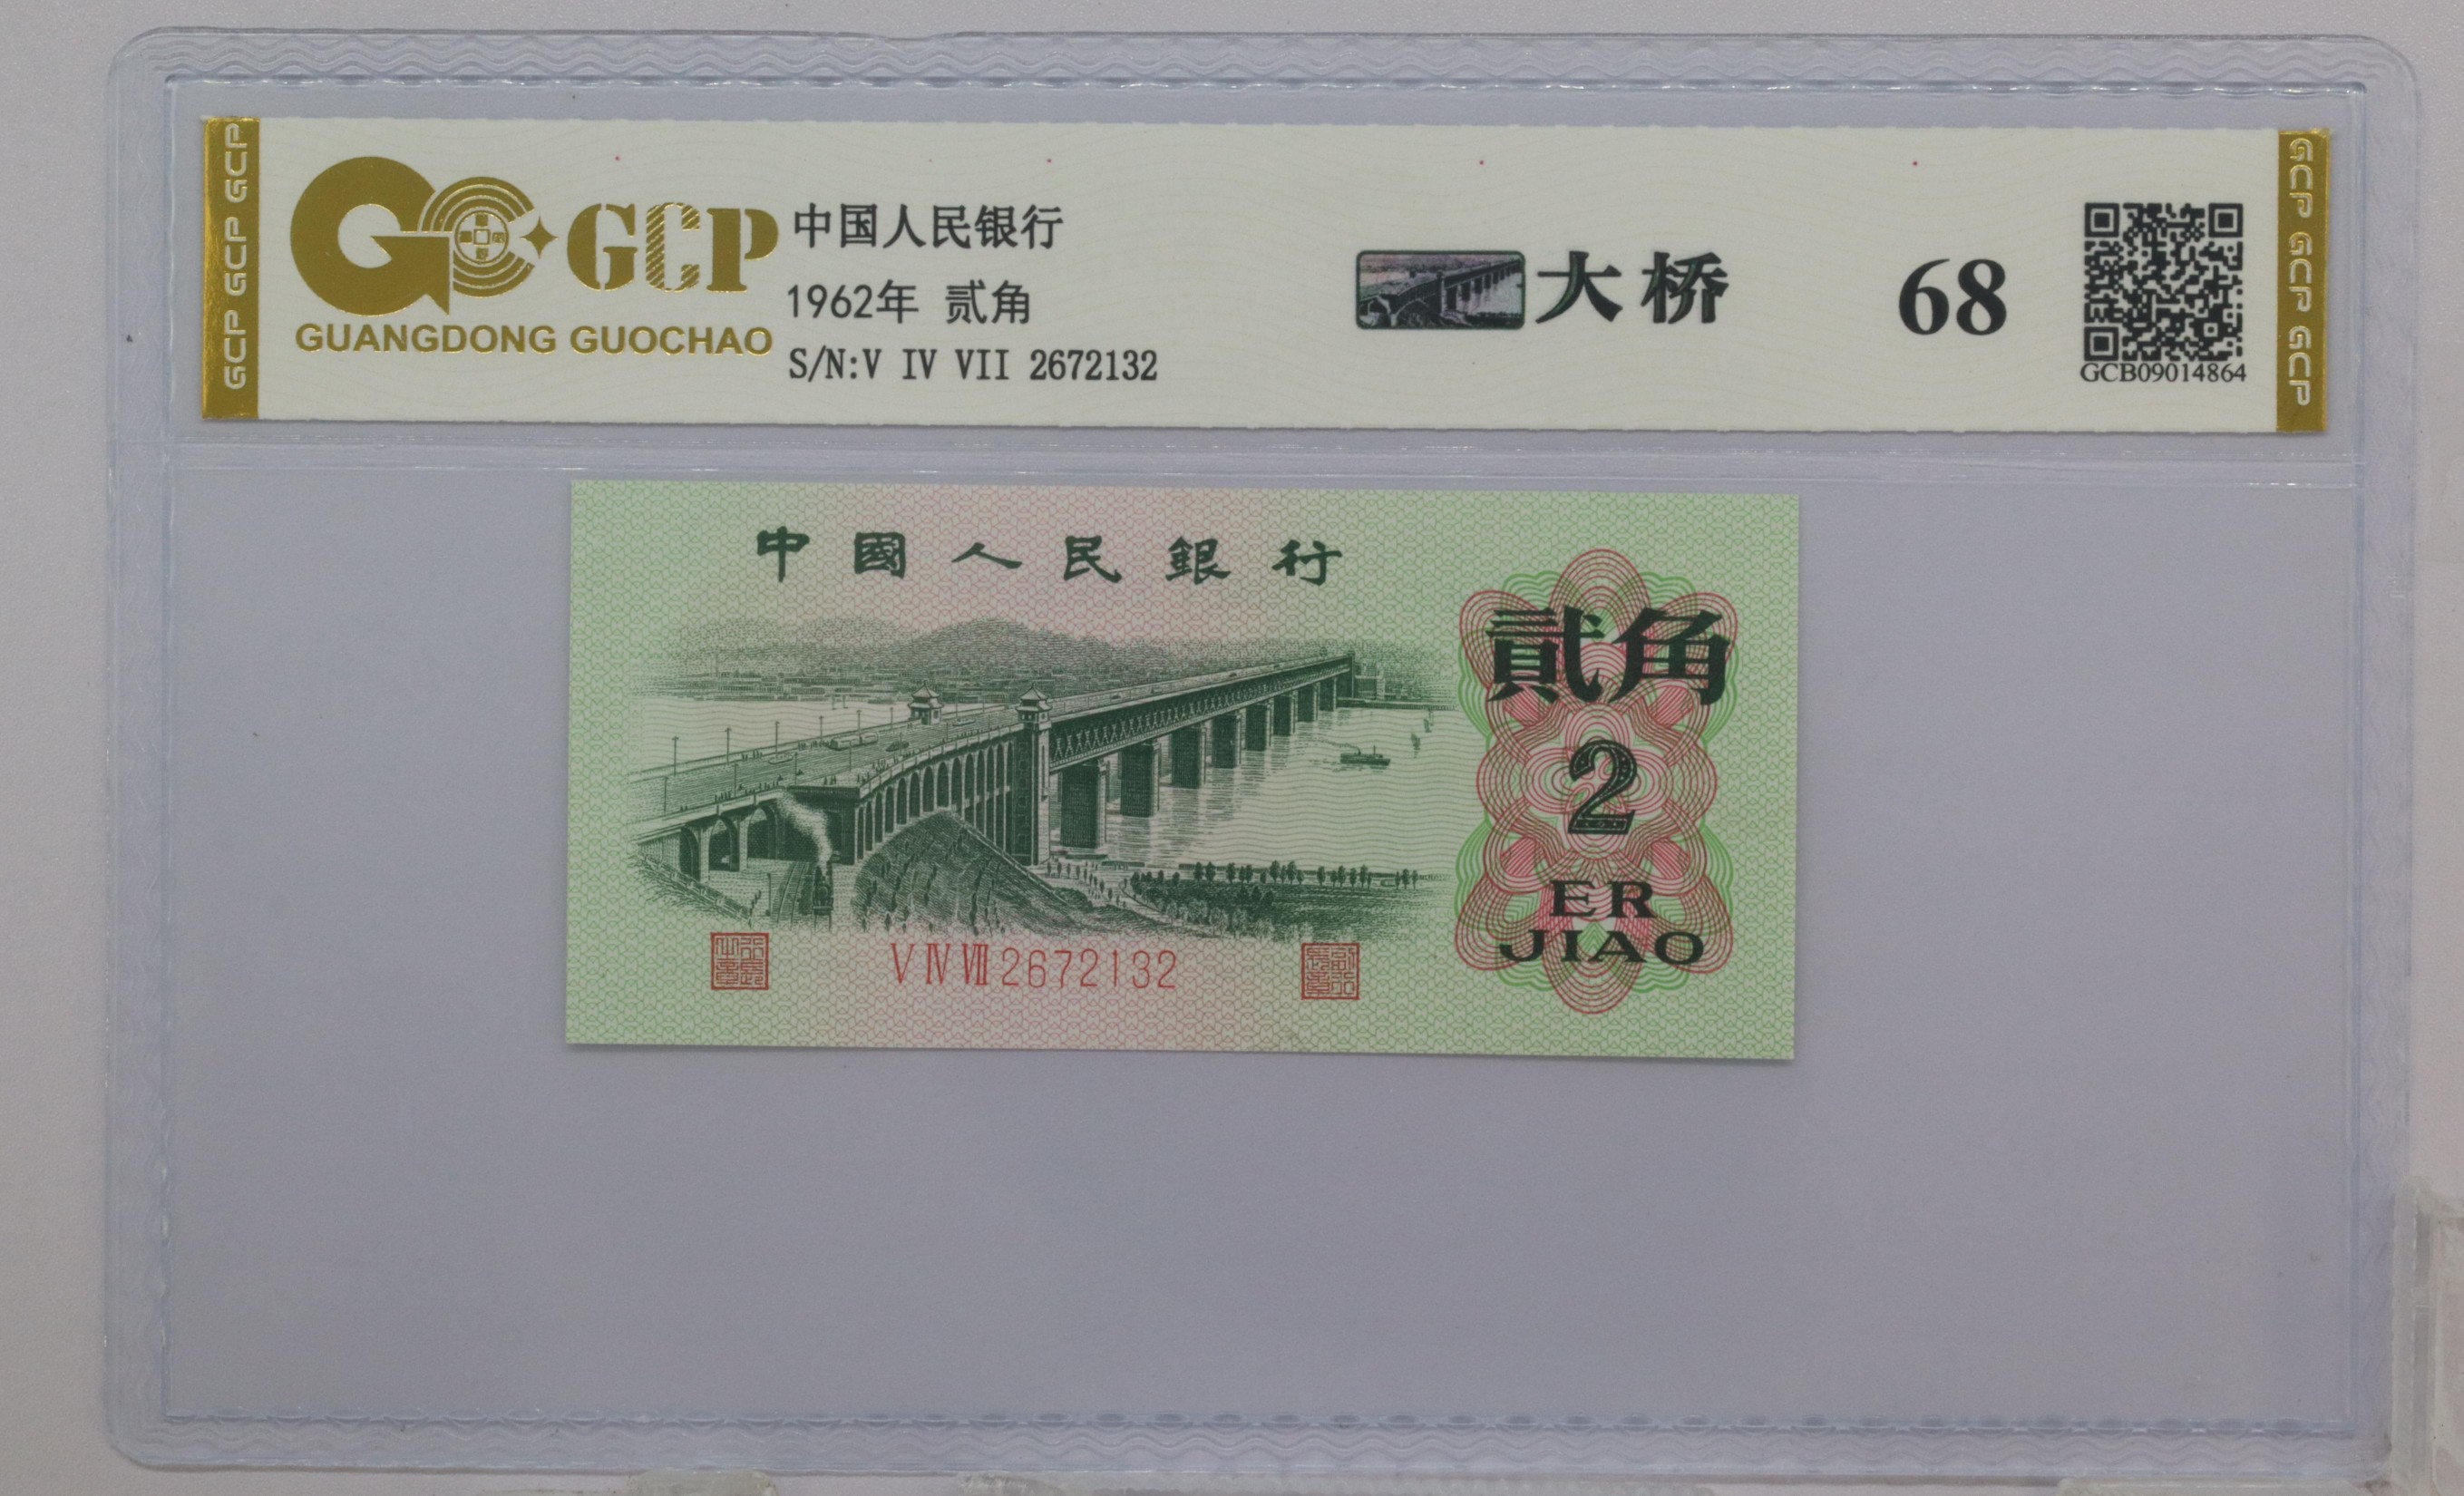 GCP GCP GCP
GCP
GUANGDONG GUOCHAO
中国人民银行
1962年 贰角
S/N:V IV VII 2672132
大桥
68
GCB09014864
GCP GCP GCP
中國人民銀行
貳角
2
ER
JIAO
V IV VII 2672132